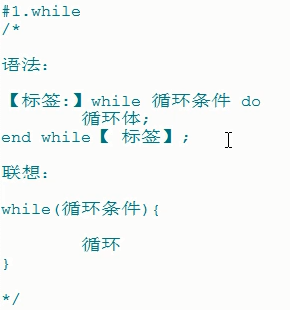 #1.while
/*
语法：
【标签:】while 循环条件 do
循环体;
end while【 标签】;
联想：
while(循环条件){
循环
}
*/